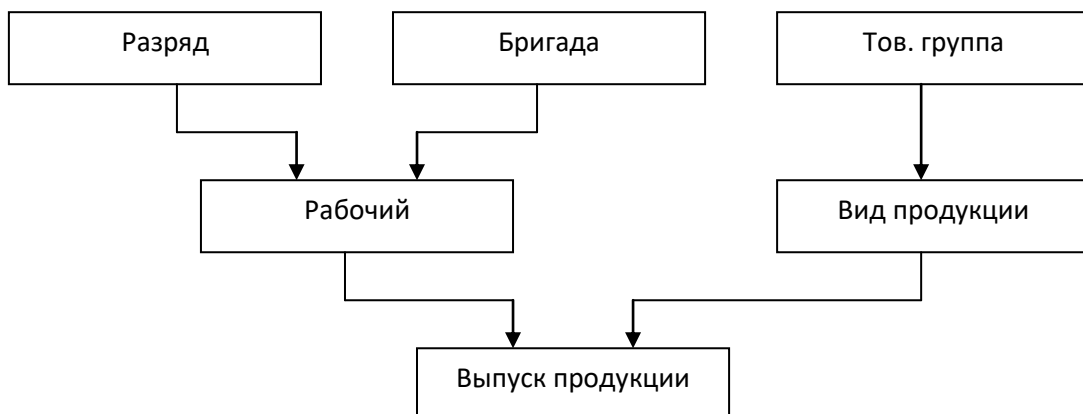 Разряд
Бригада
Тов. группа
Рабочий
Вид продукции
Выпуск продукции